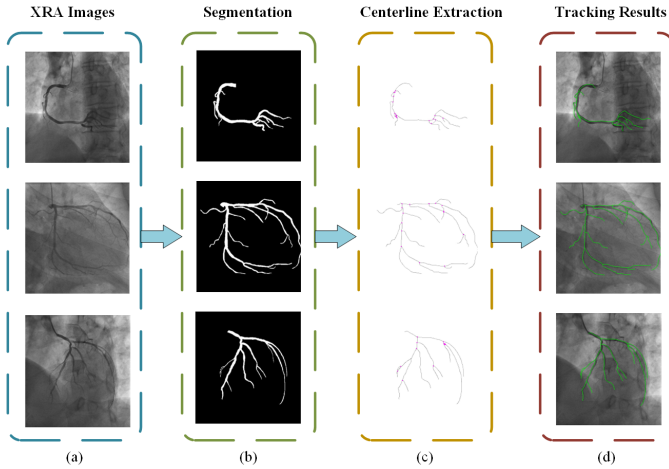 XRA Images
Segmentation
Centerline Extraction
Tracking Results
(a)
(b)
(c)
(d)